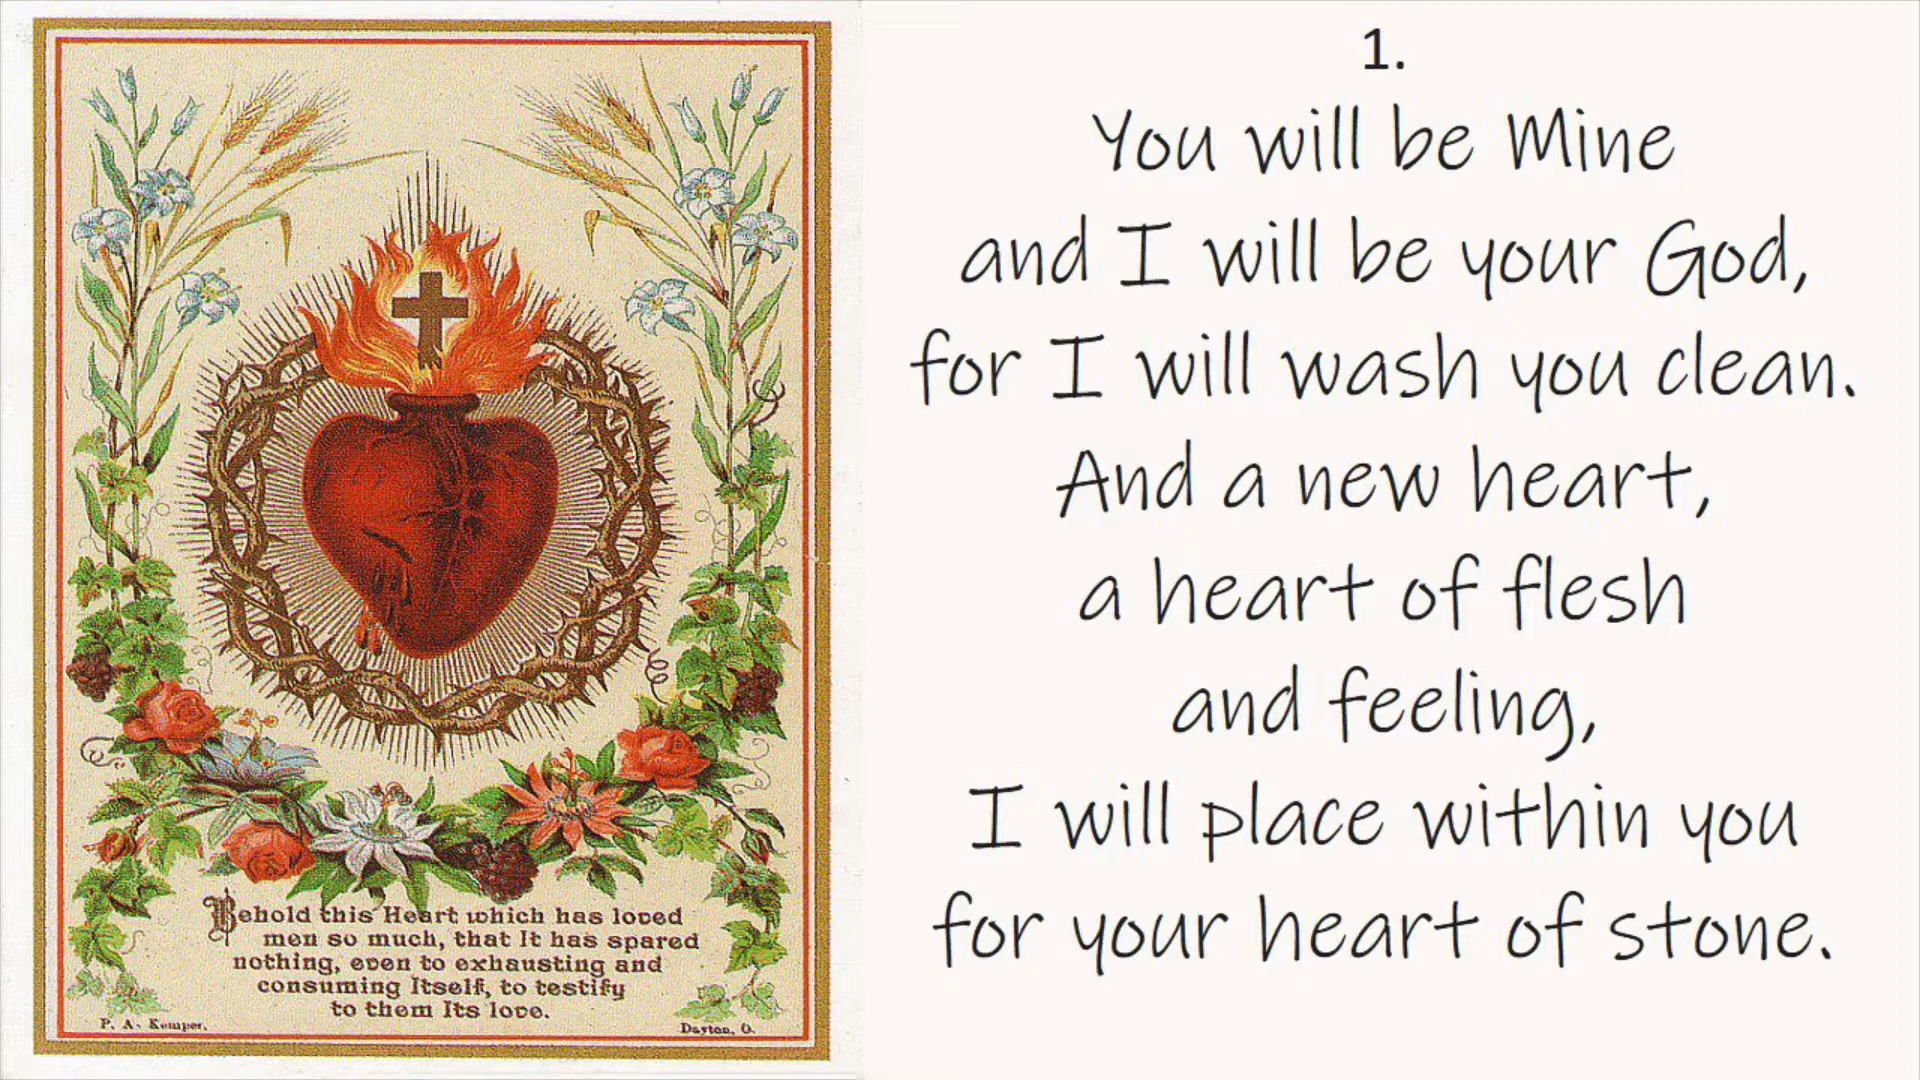 Behold this Heart which has loved
men so much, that It has spared
nothing, even to exhausting and
consuming Itself, to testify
to them Its love.
P. A. Kemper.
Dayton, O.
1.
You will be Mine
and I will be your God,
for I will wash you clean.
And a new heart,
a heart of flesh
and feeling,
I will place within you
for your heart of stone.